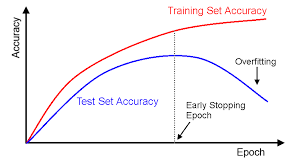 Training Set Accuracy
Accuracy
Overfitting
Test Set Accuracy
Early Stopping
Epoch
Epoch